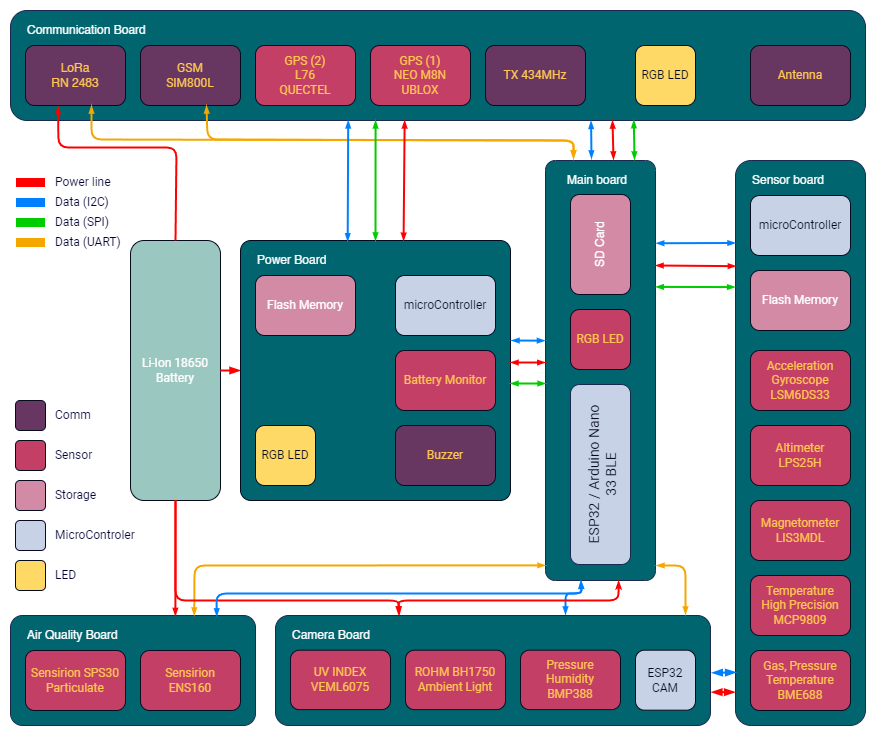 Communication Board
LoRa
RN 2483
GSM
SIM800L
GPS (2)
L76
QUECTEL
GPS (1)
NEO M8N
UBLOX
TX 434MHz
RGB LED
Antenna
Power line
Data (I2C)
Data (SPI)
Data (UART)
Li-Ion 18650
Battery
Comm
Sensor
Storage
MicroControler
LED
Power Board
Flash Memory
microController
Battery Monitor
RGB LED
Buzzer
Main board
SD Card
RGB LED
ESP32 / Arduino Nano
33 BLE
Sensor board
microController
Flash Memory
Acceleration
Gyroscope
LSM6DS33
Altimeter
LPS25H
Magnetometer
LIS3MDL
Temperature
High Precision
MCP9809
Gas, Pressure
Temperature
BME688
Air Quality Board
Sensirion SPS30
Particulate
Sensirion
ENS160
Camera Board
UV INDEX
VEML6075
ROHM BH1750
Ambient Light
Pressure
Humidity
BMP388
ESP32
CAM